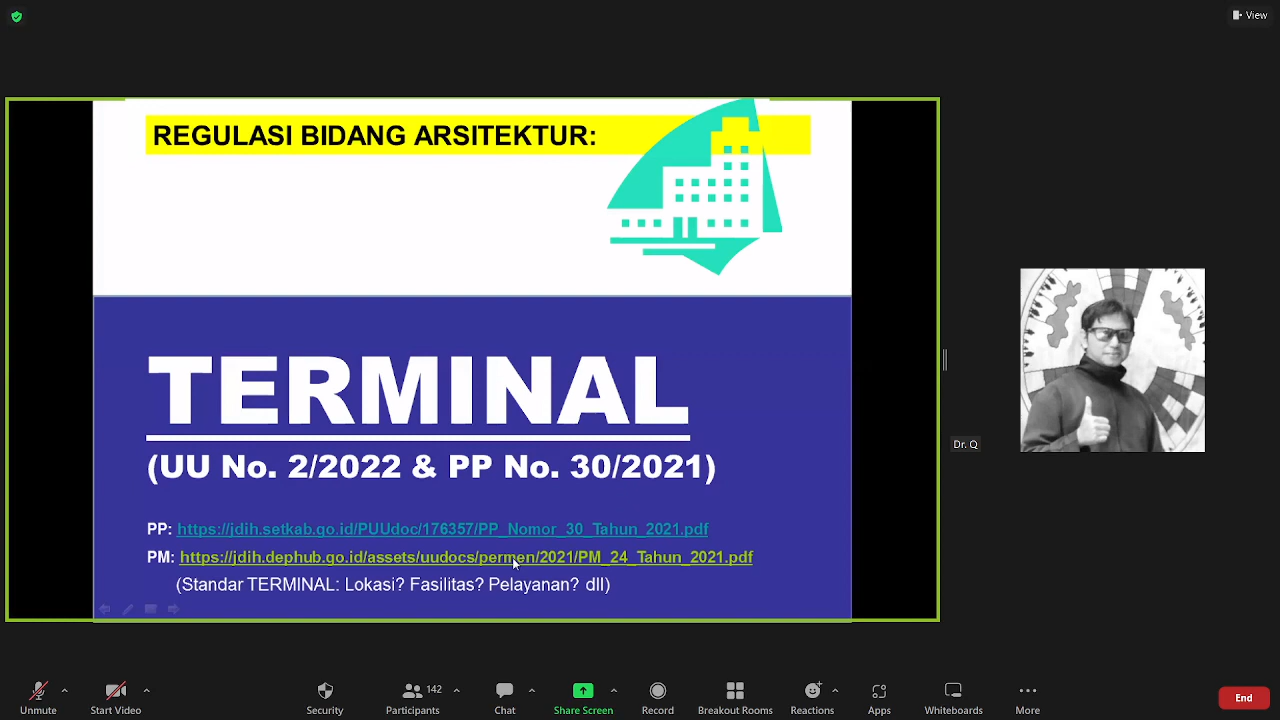 View
REGULASI BIDANG ARSITEKTUR:
TERMINAL
(UU No. 2/2022 & PP No. 30/2021)
PP: https://jdih.setkab.go.id/PUUdoc/176357/PP_Nomor_30_Tahun_2021.pdf
PM: https://jdih.dephub.go.id/assets/uudocs/permen/2021/PM_24_Tahun_2021.pdf
(Standar TERMINAL: Lokasi? Fasilitas? Pelayanan? dll)
Dr. Q
142
Unmute Start Video Security Participants Chat Share Screen Record Breakout Rooms Reactions Apps Whiteboards More End